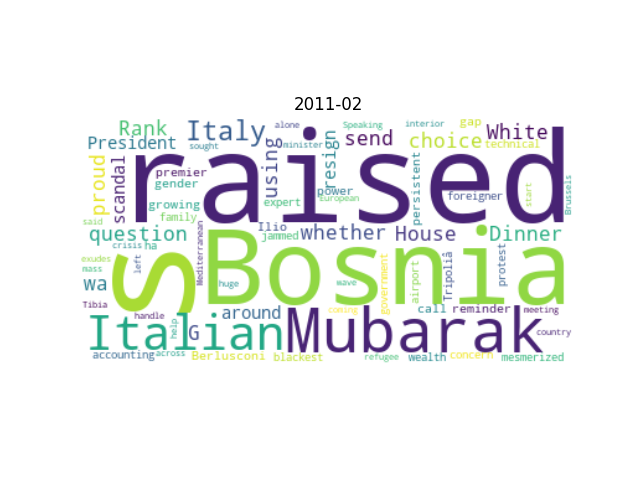 2011-02
Rank Italy using alone Speaking interior gap White
President sought minister resign send choice technical
raised
proud scandal premier gender growing family power expert European persistent foreigner start Brussels
said question Mediterranean Ilio jammed whether House Dinner
crisis ha exudes mass left wa S Bosnia huge wave government airport Tripoliâ protest
Tibia handle G around coming call reminder meeting
Italian Mubarak country
help accounting across Berlusconi blackest refugee wealth concern mesmerized